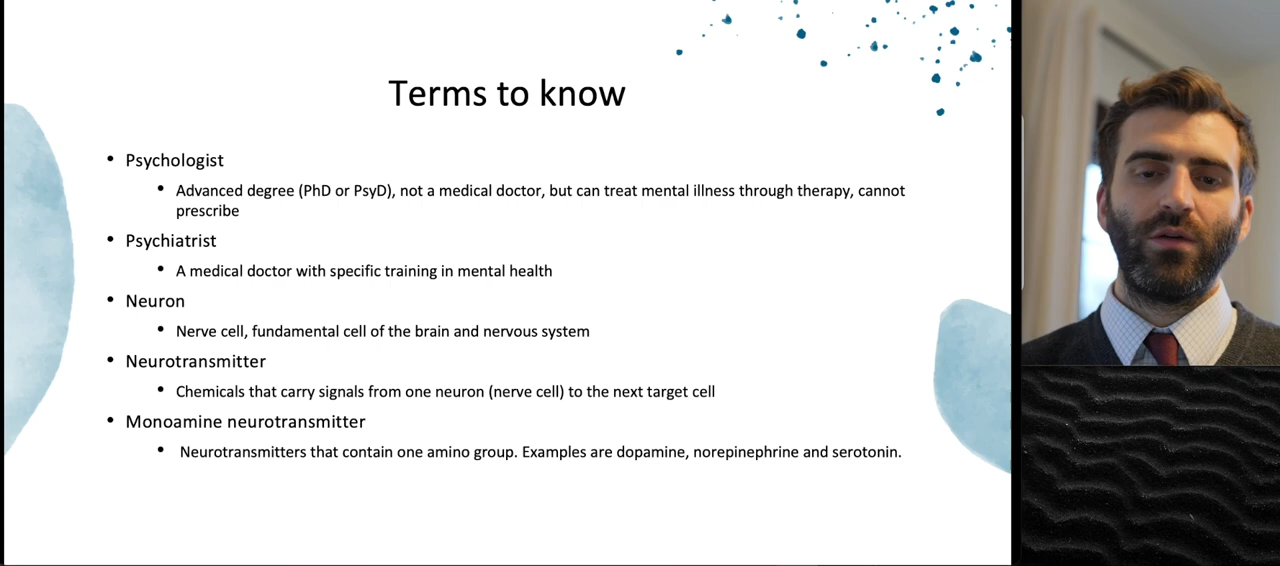 Terms to know
• Psychologist
• Advanced degree (PhD or PsyD), not a medical doctor, but can treat mental illness through therapy, cannot
prescribe
• Psychiatrist
• A medical doctor with specific training in mental health
• Neuron
• Nerve cell, fundamental cell of the brain and nervous system
• Neurotransmitter
• Chemicals that carry signals from one neuron (nerve cell) to the next target cell
• Monoamine neurotransmitter
• Neurotransmitters that contain one amino group. Examples are dopamine, norepinephrine and serotonin.